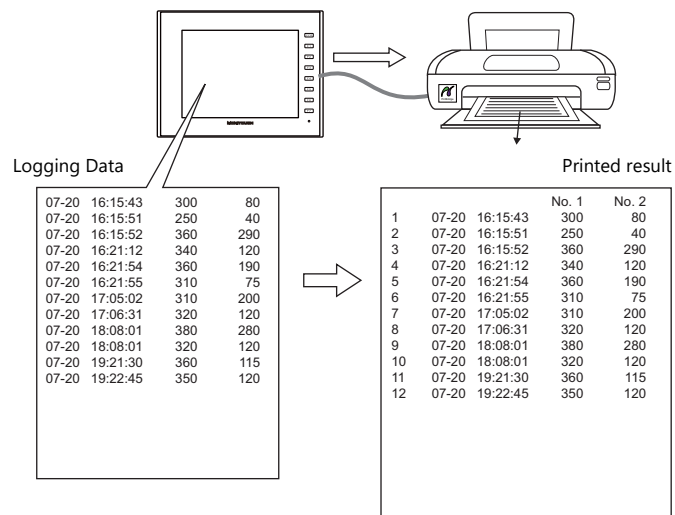 Logging Data
Printed result
07-20 16:15:43 300 80
07-20 16:15:51 250 40
07-20 16:15:52 360 290
07-20 16:21:12 340 120
07-20 16:21:54 360 190
07-20 16:21:55 310 75
07-20 17:05:02 310 200
07-20 17:06:31 320 120
07-20 18:08:01 380 280
07-20 18:08:01 320 120
07-20 19:21:30 360 115
07-20 19:22:45 350 120
No. 1 No. 2
1 07-20 16:15:43 300 80
2 07-20 16:15:51 250 40
3 07-20 16:15:52 360 290
4 07-20 16:21:12 340 120
5 07-20 16:21:54 360 190
6 07-20 16:21:55 310 75
7 07-20 17:05:02 310 200
8 07-20 17:06:31 320 120
9 07-20 18:08:01 380 280
10 07-20 18:08:01 320 120
11 07-20 19:21:30 360 115
12 07-20 19:22:45 350 120